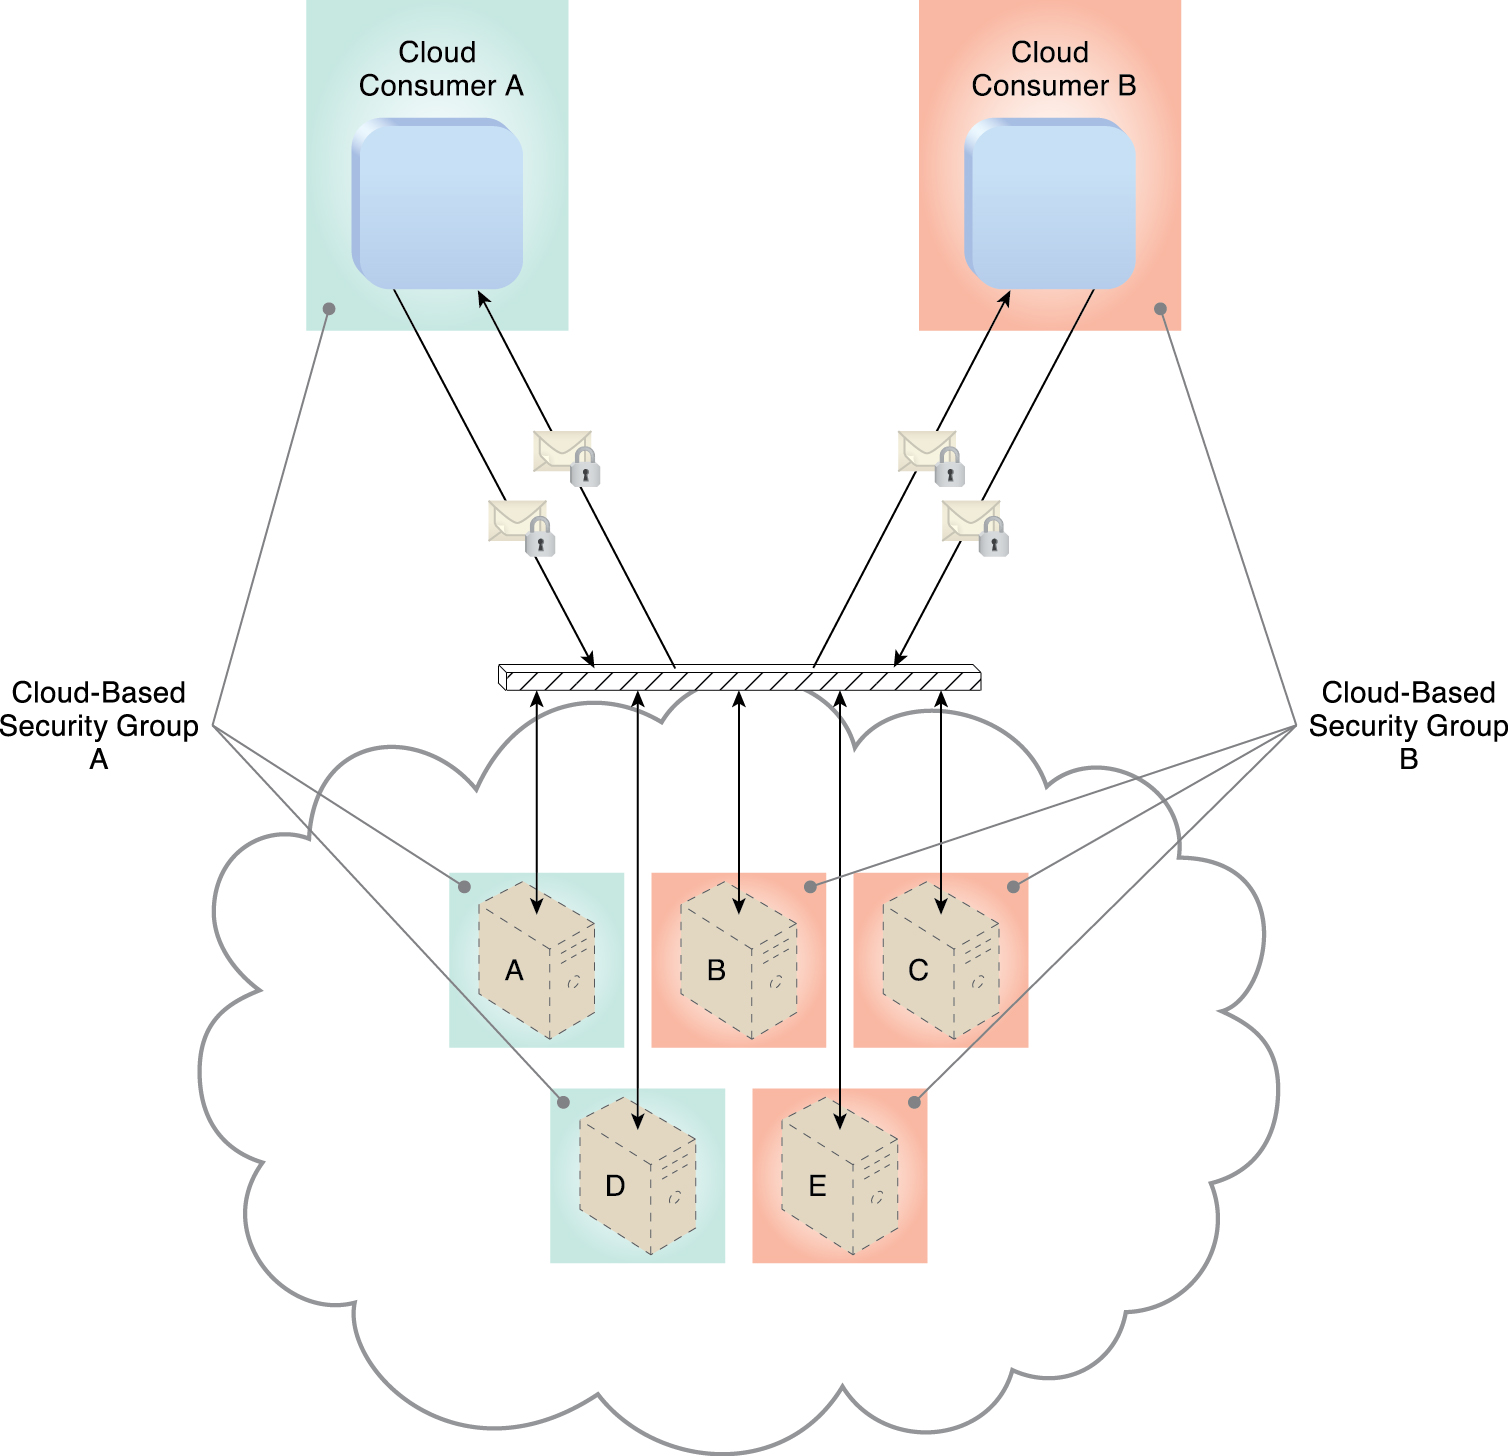 Cloud
Consumer A
Cloud
Consumer B
Cloud-Based
Security Group
A
Cloud-Based
Security Group
B
A
B
C
D
E